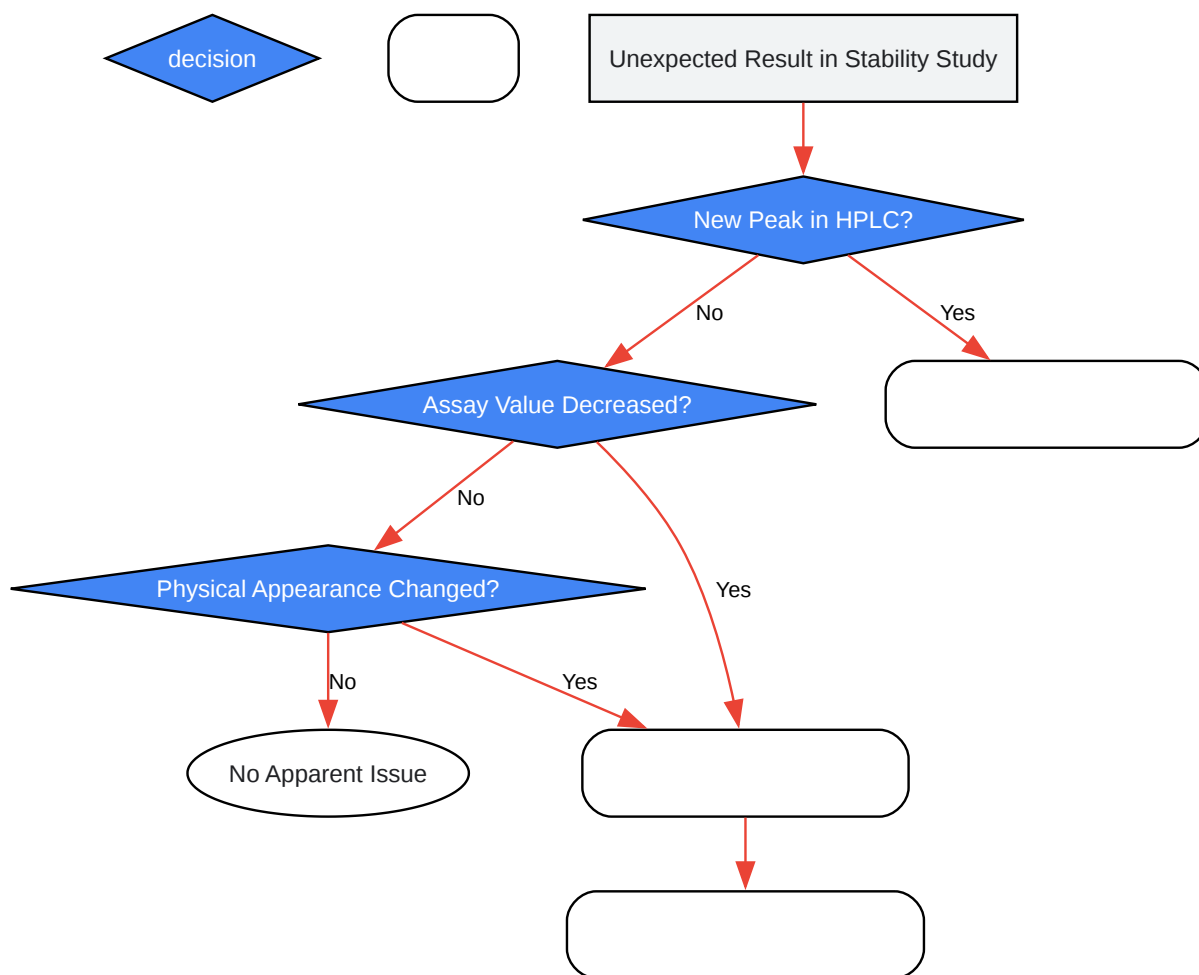 decision
Unexpected Result in Stability Study
New Peak in HPLC?
No
Yes
Assay Value Decreased?
No
Yes
Physical Appearance Changed?
No
Yes
No Apparent Issue